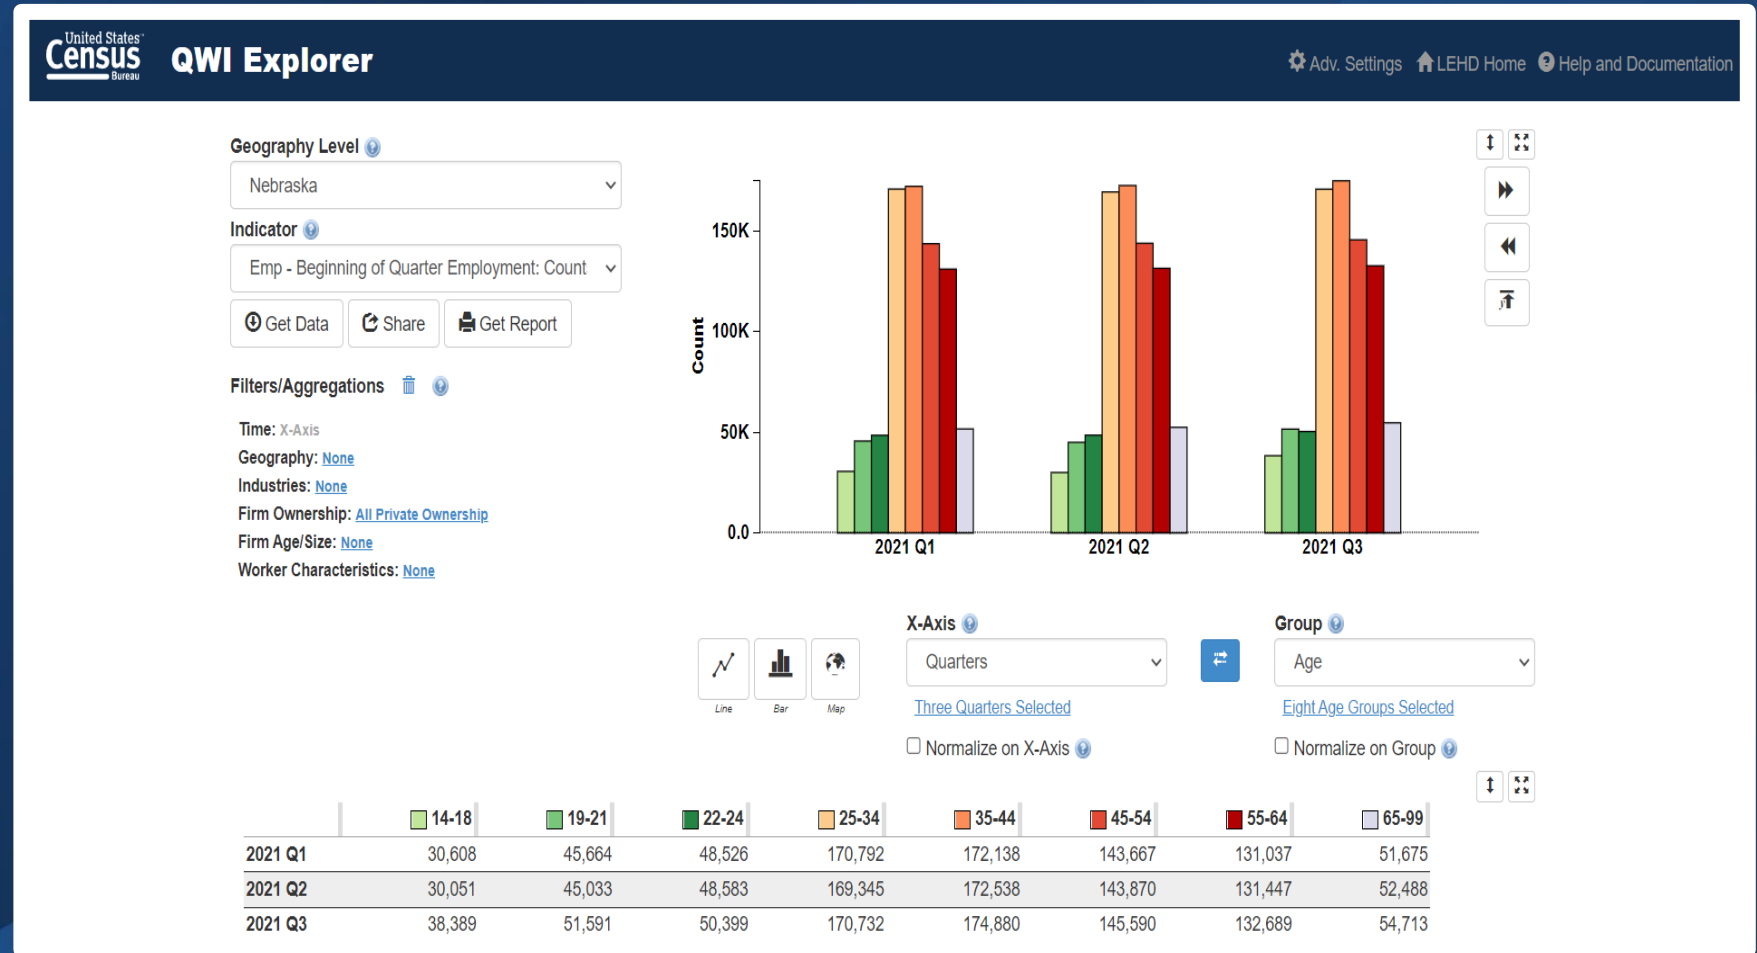 United States™
Census
Bureau
QWI Explorer
Adv. Settings LEHD Home Help and Documentation
Geography Level
Nebraska
Indicator
Emp - Beginning of Quarter Employment: Count
Get Data Share Get Report
Filters/Aggregations
Time: X-Axis
Geography: None
Industries: None
Firm Ownership: All Private Ownership
Firm Age/Size: None
Worker Characteristics: None
Count
150K
100K
50K
0.0
2021 Q1 2021 Q2 2021 Q3
Line Bar Map
X-Axis
Quarters
Three Quarters Selected
Normalize on X-Axis
Group
Age
Eight Age Groups Selected
Normalize on Group
14-18 19-21 22-24 25-34 35-44 45-54 55-64 65-99
2021 Q1 30,608 45,664 48,526 170,792 172,138 143,667 131,037 51,675
2021 Q2 30,051 45,033 48,583 169,345 172,538 143,870 131,447 52,488
2021 Q3 38,389 51,591 50,399 170,732 174,880 145,590 132,689 54,713